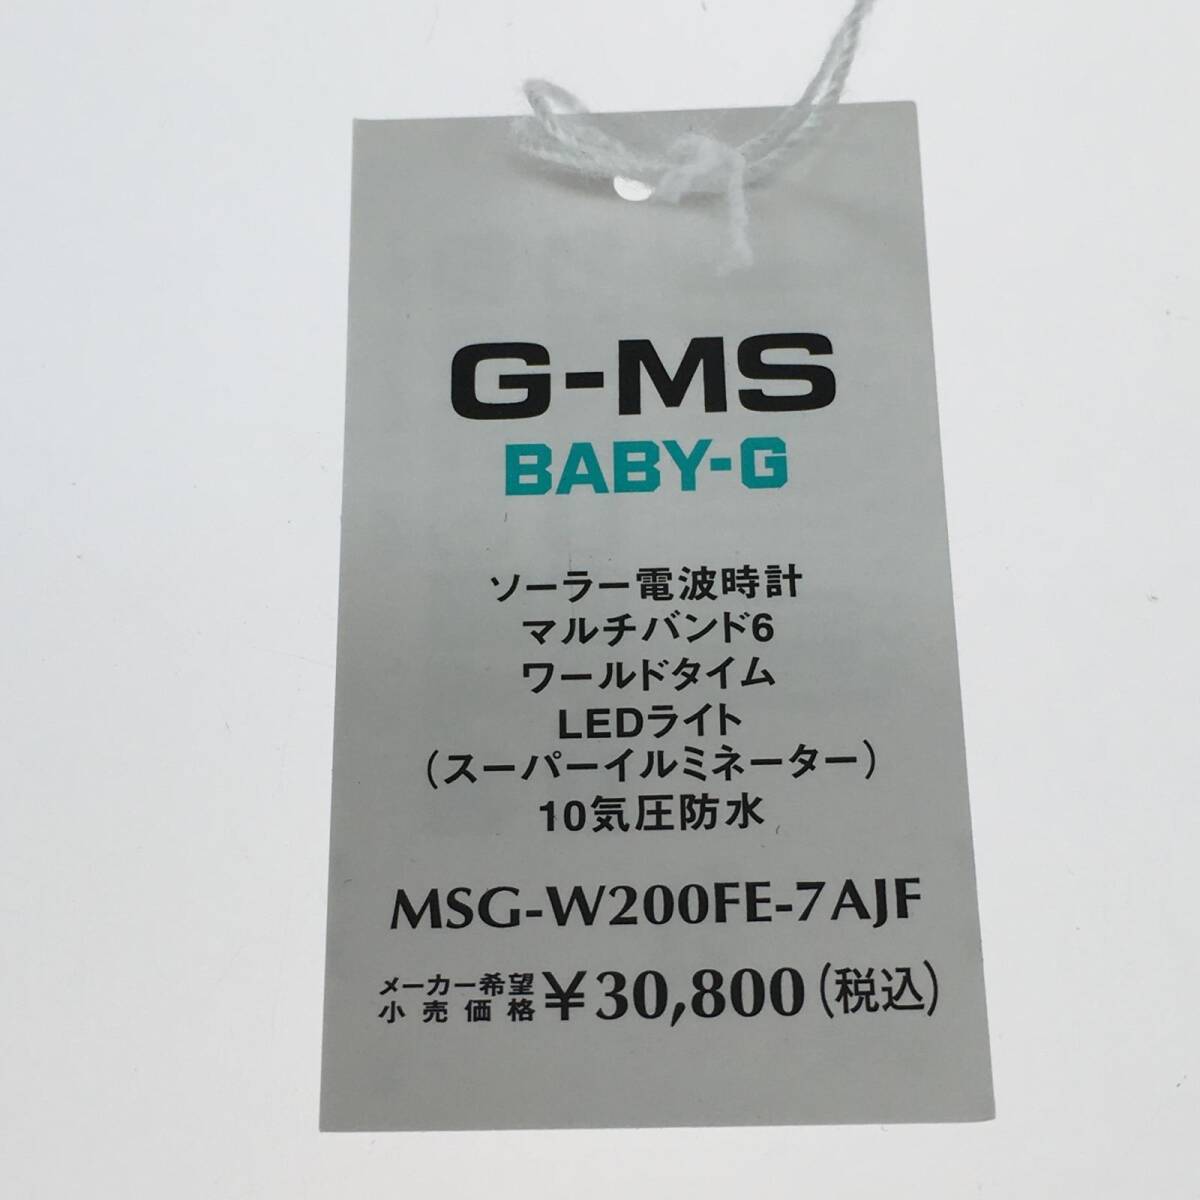 G-MS
BABY-G
ソーラー電波時計
マルチバンド6
ワールドタイム
LEDライト
(スーパーイルミネーター)
10気圧防水
MSG-W200FE-7AJF
メーカー希望
小売価格 ¥30,800(税込)